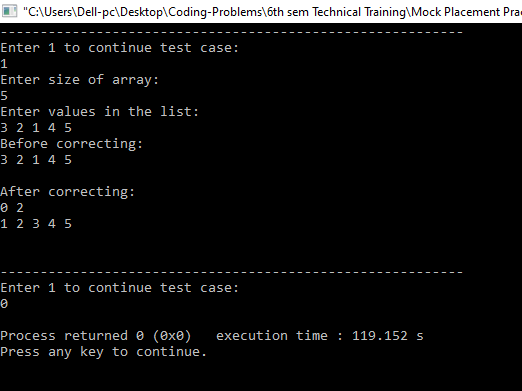 "C:\Users\Dell-pc\Desktop\Coding-Problems\6th sem Technical Training\Mock Placement Prac
----------------------------------------------------------
Enter 1 to continue test case:
1
Enter size of array:
5
Enter values in the list:
3 2 1 4 5
Before correcting:
3 2 1 4 5
After correcting:
0 2
1 2 3 4 5
----------------------------------------------------------
Enter 1 to continue test case:
0
Process returned 0 (0x0)   execution time : 119.152 s
Press any key to continue.